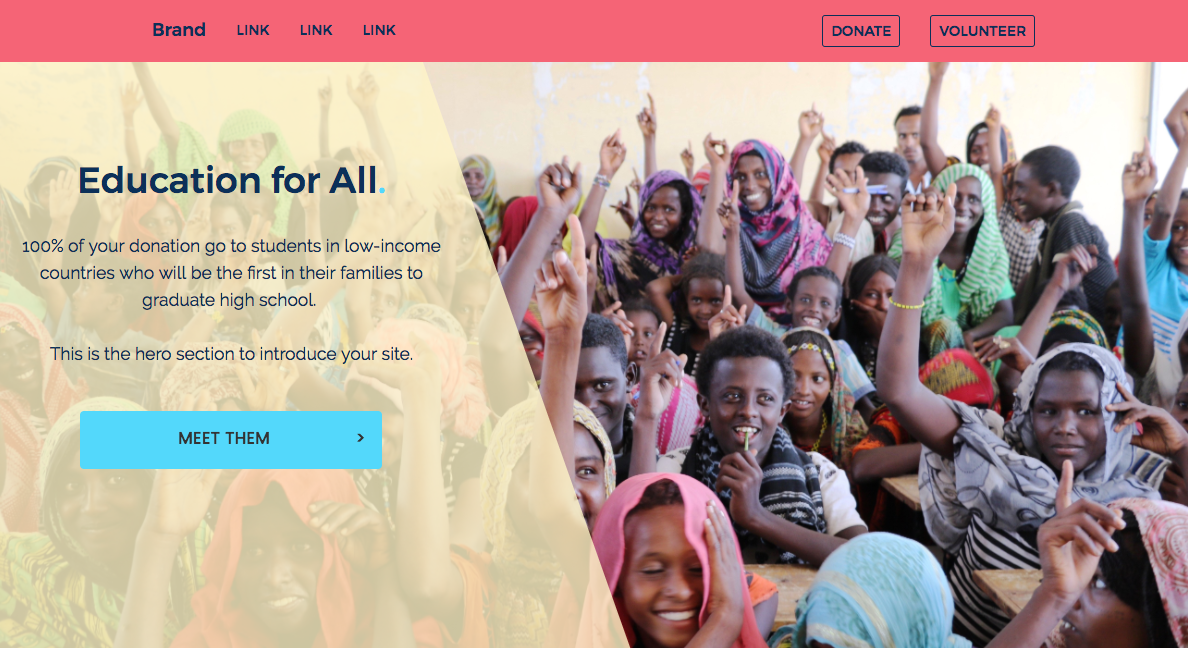 Brand LINK LINK LINK DONATE VOLUNTEER
Education for All.
100% of your donation go to students in low-income
countries who will be the first in their families to
graduate high school.
This is the hero section to introduce your site.
MEET THEM >